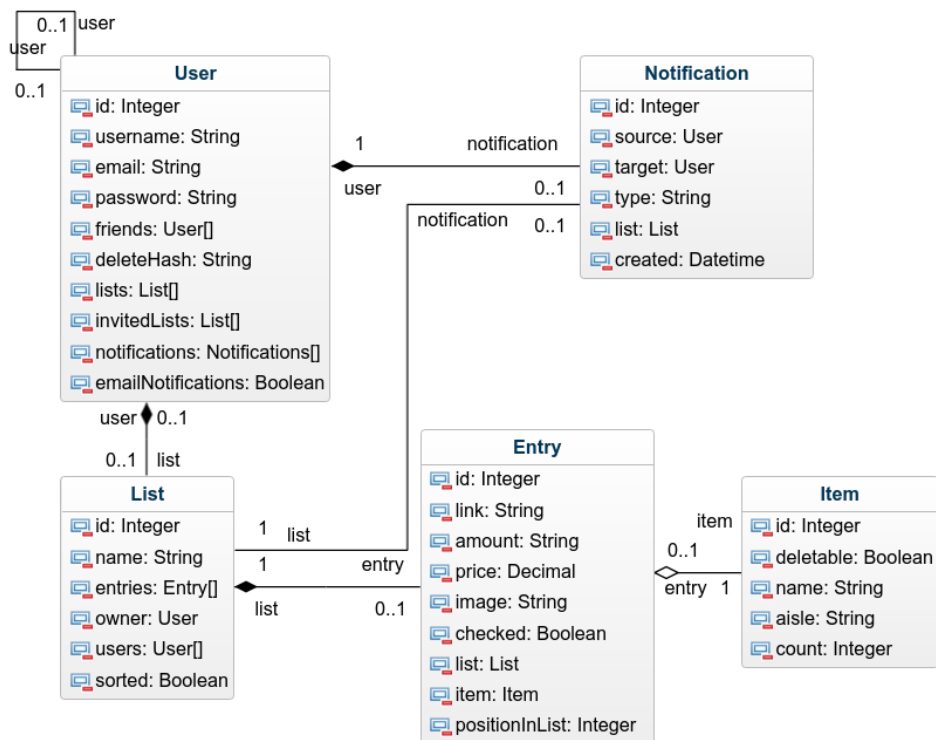 0..1 user
user
0..1
User
id: Integer
username: String
email: String
password: String
friends: User[]
deleteHash: String
lists: List[]
invitedLists: List[]
notifications: Notifications[]
emailNotifications: Boolean
1 notification
user 0..1
notification 0..1
Notification
id: Integer
source: User
target: User
type: String
list: List
created: Datetime
user 0..1
0..1 list
List
id: Integer
name: String
entries: Entry[]
owner: User
users: User[]
sorted: Boolean
1 list
1 entry
list 0..1
Entry
id: Integer
link: String
amount: String
price: Decimal
image: String
checked: Boolean
list: List
item: Item
positionInList: Integer
item
0..1
entry 1
Item
id: Integer
deletable: Boolean
name: String
aisle: String
count: Integer